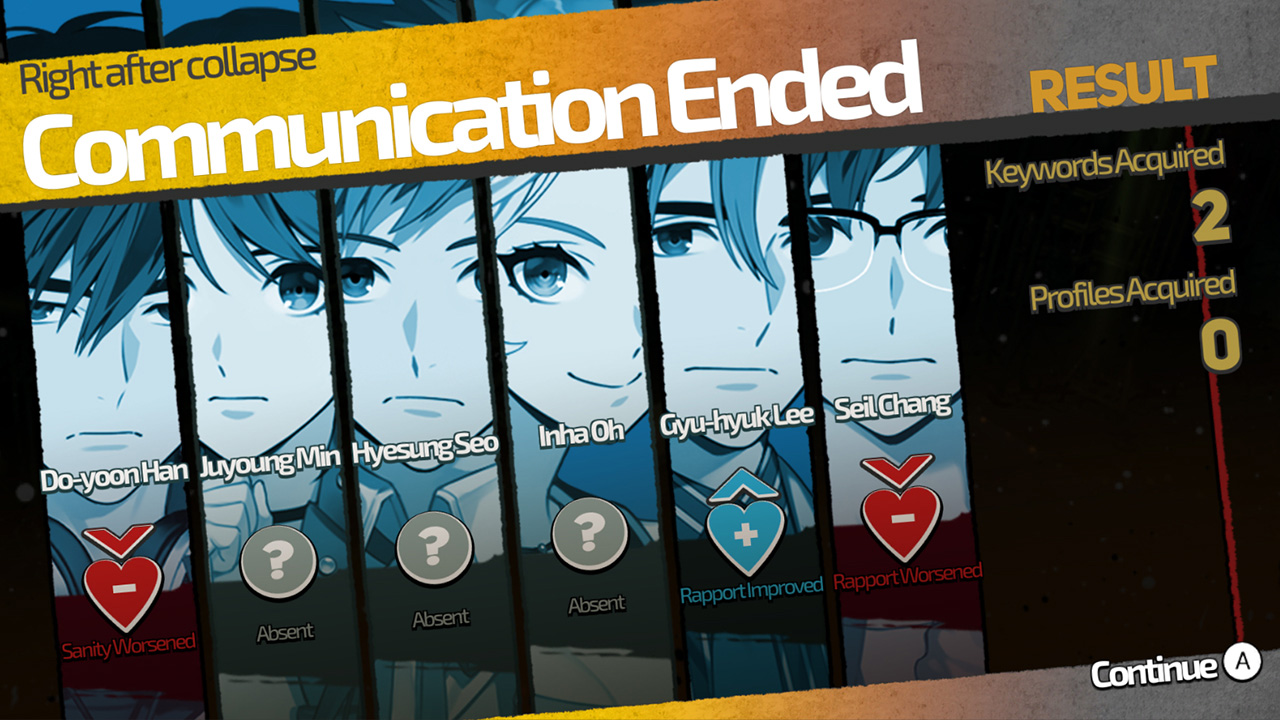 Right after collapse
Communication Ended
RESULT
Keywords Acquired
2
Profiles Acquired
0
Do-yoon Han
Juyoung Min
Hyesung Seo
Inha Oh
Gyu-hyuk Lee
Seil Chang
Sanity Worsened
?
Absent
?
Absent
?
Absent
Rapport Improved
Rapport Worsened
Continue A